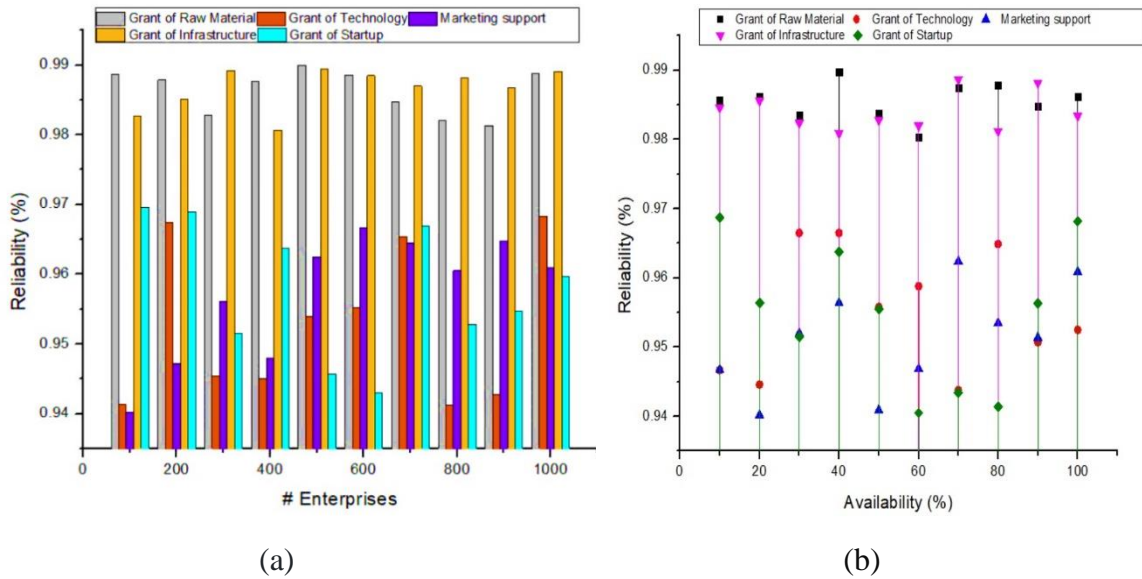 Grant of Raw Material Grant of Technology Marketing support
Grant of Infrastructure Grant of Startup
0.99
0.98
0.97
0.96
0.95
0.94
Reliability (%)
0 200 400 600 800 1000
# Enterprises
(a)
Grant of Raw Material Grant of Technology Marketing support
Grant of Infrastructure Grant of Startup
0.99
0.98
0.97
0.96
0.95
0.94
Reliability (%)
0 20 40 60 80 100
Availability (%)
(b)